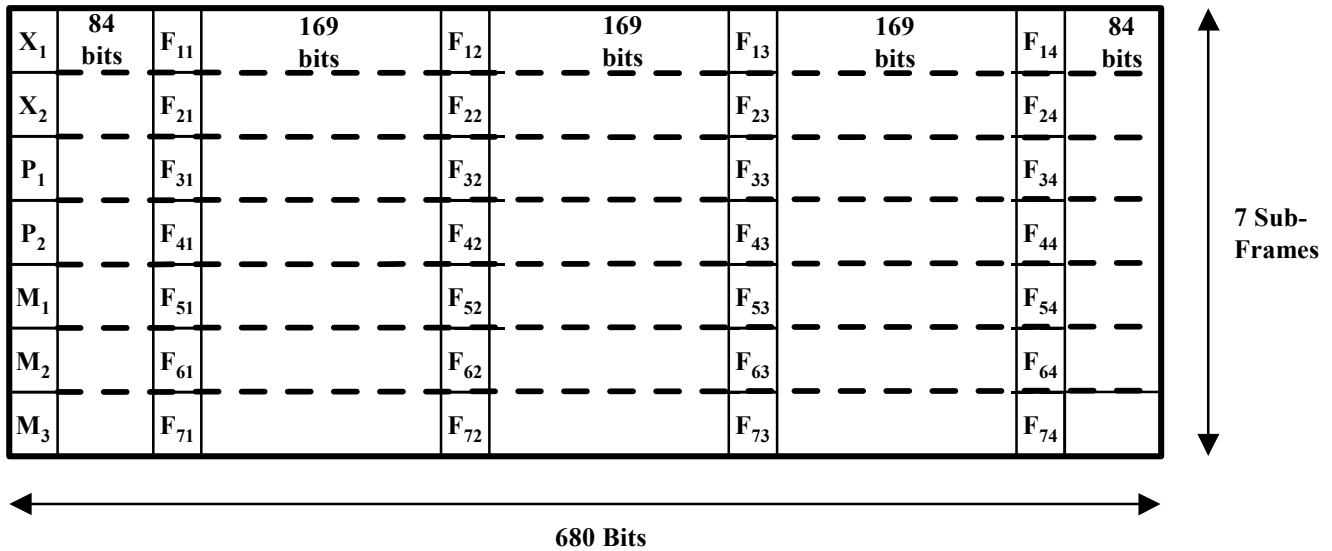 X₁ 84 bits F₁₁ 169 bits F₁₂ 169 bits F₁₃ 169 bits F₁₄ 84 bits
X₂ F₂₁ F₂₂ F₂₃ F₂₄
P₁ F₃₁ F₃₂ F₃₃ F₃₄
P₂ F₄₁ F₄₂ F₄₃ F₄₄
M₁ F₅₁ F₅₂ F₅₃ F₅₄
M₂ F₆₁ F₆₂ F₆₃ F₆₄
M₃ F₇₁ F₇₂ F₇₃ F₇₄
7 Sub-
Frames
680 Bits